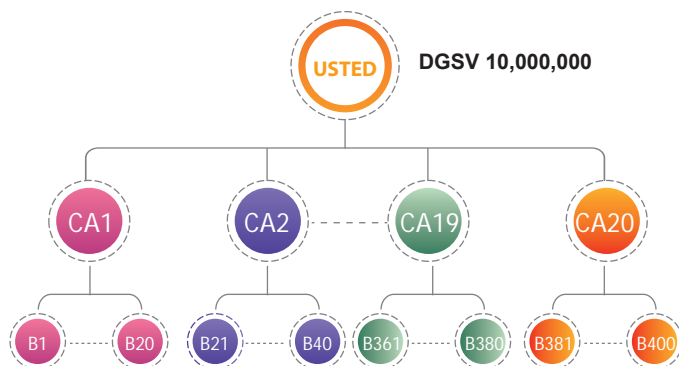 USTED
DGSV 10,000,000
CA1
CA2
CA19
CA20
B1
B20
B21
B40
B361
B380
B381
B400